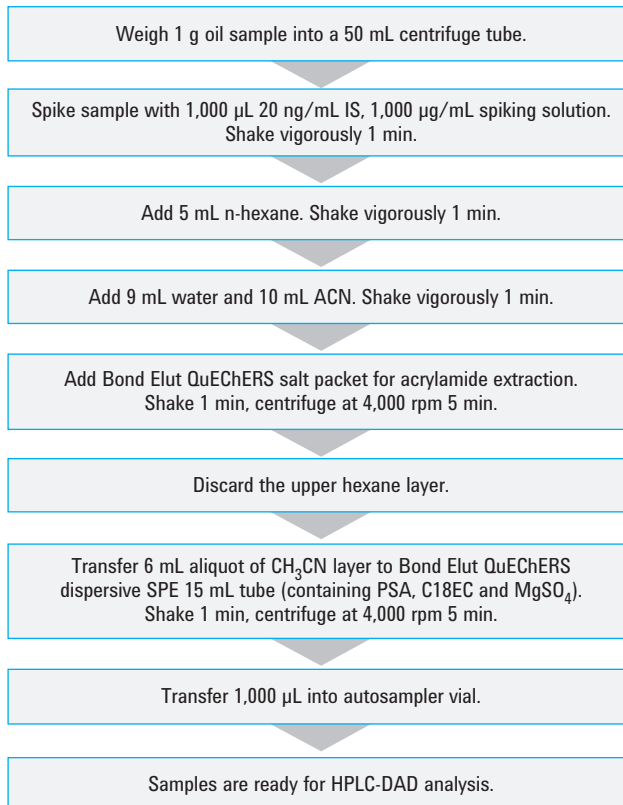 Weigh 1 g oil sample into a 50 mL centrifuge tube.
Spike sample with 1,000 µL 20 ng/mL IS, 1,000 µg/mL spiking solution.
Shake vigorously 1 min.
Add 5 mL n-hexane. Shake vigorously 1 min.
Add 9 mL water and 10 mL ACN. Shake vigorously 1 min.
Add Bond Elut QuEChERS salt packet for acrylamide extraction.
Shake 1 min, centrifuge at 4,000 rpm 5 min.
Discard the upper hexane layer.
Transfer 6 mL aliquot of CH₃CN layer to Bond Elut QuEChERS
dispersive SPE 15 mL tube (containing PSA, C18EC and MgSO₄).
Shake 1 min, centrifuge at 4,000 rpm 5 min.
Transfer 1,000 µL into autosampler vial.
Samples are ready for HPLC-DAD analysis.